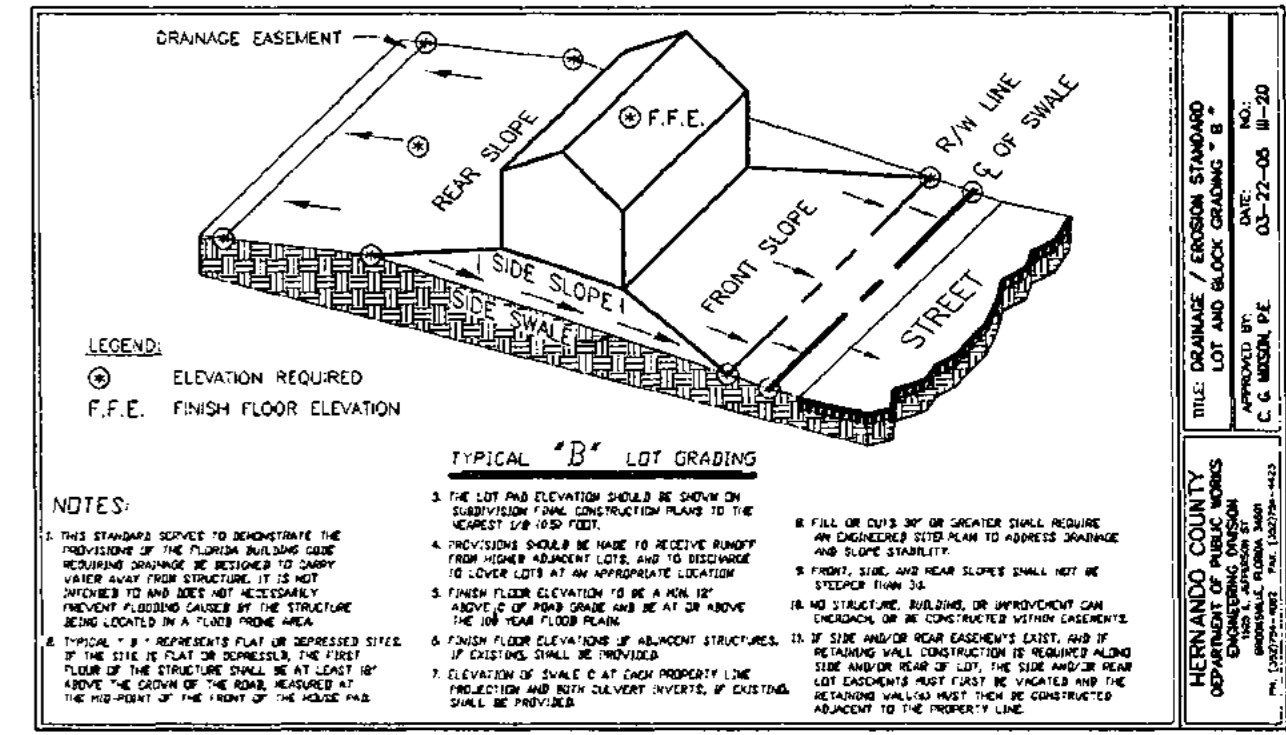 DRAINAGE EASEMENT
F.F.E.
REAR SLOPE
R/W LINE
℄ OF SWALE
SIDE SLOPE
SIDE SWALE
FRONT SLOPE
STREET
LEGEND:
ELEVATION REQUIRED
F.F.E. FINISH FLOOR ELEVATION
TYPICAL "B" LOT GRADING
NOTES:
1. THIS STANDARD SERVES TO DEMONSTRATE THE
PROVISIONS OF THE FLORIDA BUILDING CODE
REQUIRING DRAINAGE BE DESIGNED TO CARRY
WATER AWAY FROM STRUCTURE. IT IS NOT
INTENDED TO AND DOES NOT NECESSARILY
PREVENT FLOODING CAUSED BY THE STRUCTURE
BEING LOCATED IN A FLOOD PRONE AREA
2. TYPICAL "B" REPRESENTS FLAT OR DEPRESSED SITES.
IF THE SITE IS FLAT OR DEPRESSED, THE FIRST
FLOOR OF THE STRUCTURE SHALL BE AT LEAST 18"
ABOVE THE CROWN OF THE ROAD, MEASURED AT
THE MID-POINT OF THE FRONT OF THE HOUSE PAD.
3. THE LOT PAD ELEVATION SHOULD BE SHOWN ON
SUBDIVISION FINAL CONSTRUCTION PLANS TO THE
NEAREST 1/2 FOOT.
4. PROVISIONS SHOULD BE MADE TO RECEIVE RUNOFF
FROM HIGHER ADJACENT LOTS, AND TO DISCHARGE
TO LOWER LOTS AT AN APPROPRIATE LOCATION
5. FINISH FLOOR ELEVATION TO BE A MIN. 12"
ABOVE ℄ OF ROAD GRADE AND BE AT OR ABOVE
THE 100 YEAR FLOOD PLAIN.
6. FINISH FLOOR ELEVATIONS OF ADJACENT STRUCTURES,
IF EXISTING, SHALL BE PROVIDED.
7. ELEVATION OF SWALE ℄ AT EACH PROPERTY LINE
PROJECTION AND BOTH CULVERT INVERTS, IF EXISTING,
SHALL BE PROVIDED.
8. FILL OR CUTS 30" OR GREATER SHALL REQUIRE
AN ENGINEERED SITE PLAN TO ADDRESS DRAINAGE
AND SLOPE STABILITY.
9. FRONT, SIDE, AND REAR SLOPES SHALL NOT BE
STEEPER THAN
10. NO STRUCTURE, BUILDING, OR IMPROVEMENT CAN
ENCROACH, OR BE CONSTRUCTED WITHIN EASEMENTS.
11. IF SIDE AND/OR REAR EASEMENTS EXIST, AND IF
RETAINING WALL CONSTRUCTION IS REQUIRED ALONG
SIDE AND/OR REAR OF LOT, THE SIDE AND/OR REAR
LOT EASEMENTS MUST FIRST BE VACATED AND THE
RETAINING WALL(S) MUST THEN BE CONSTRUCTED
ADJACENT TO THE PROPERTY LINE.
TITLE: DRAINAGE / EROSION STANDARD
LOT AND BLOCK GRADING "B"
APPROVED BY: DATE: NO.:
C. G. MIXSON, P.E. 03-22-05 III-20
HERNANDO COUNTY
DEPARTMENT OF PUBLIC WORKS
ENGINEERING DIVISION
1525 E. JEFFERSON ST
BROOKSVILLE, FLORIDA 34601
PH. (352)754-4062 FAX (352)754-4423